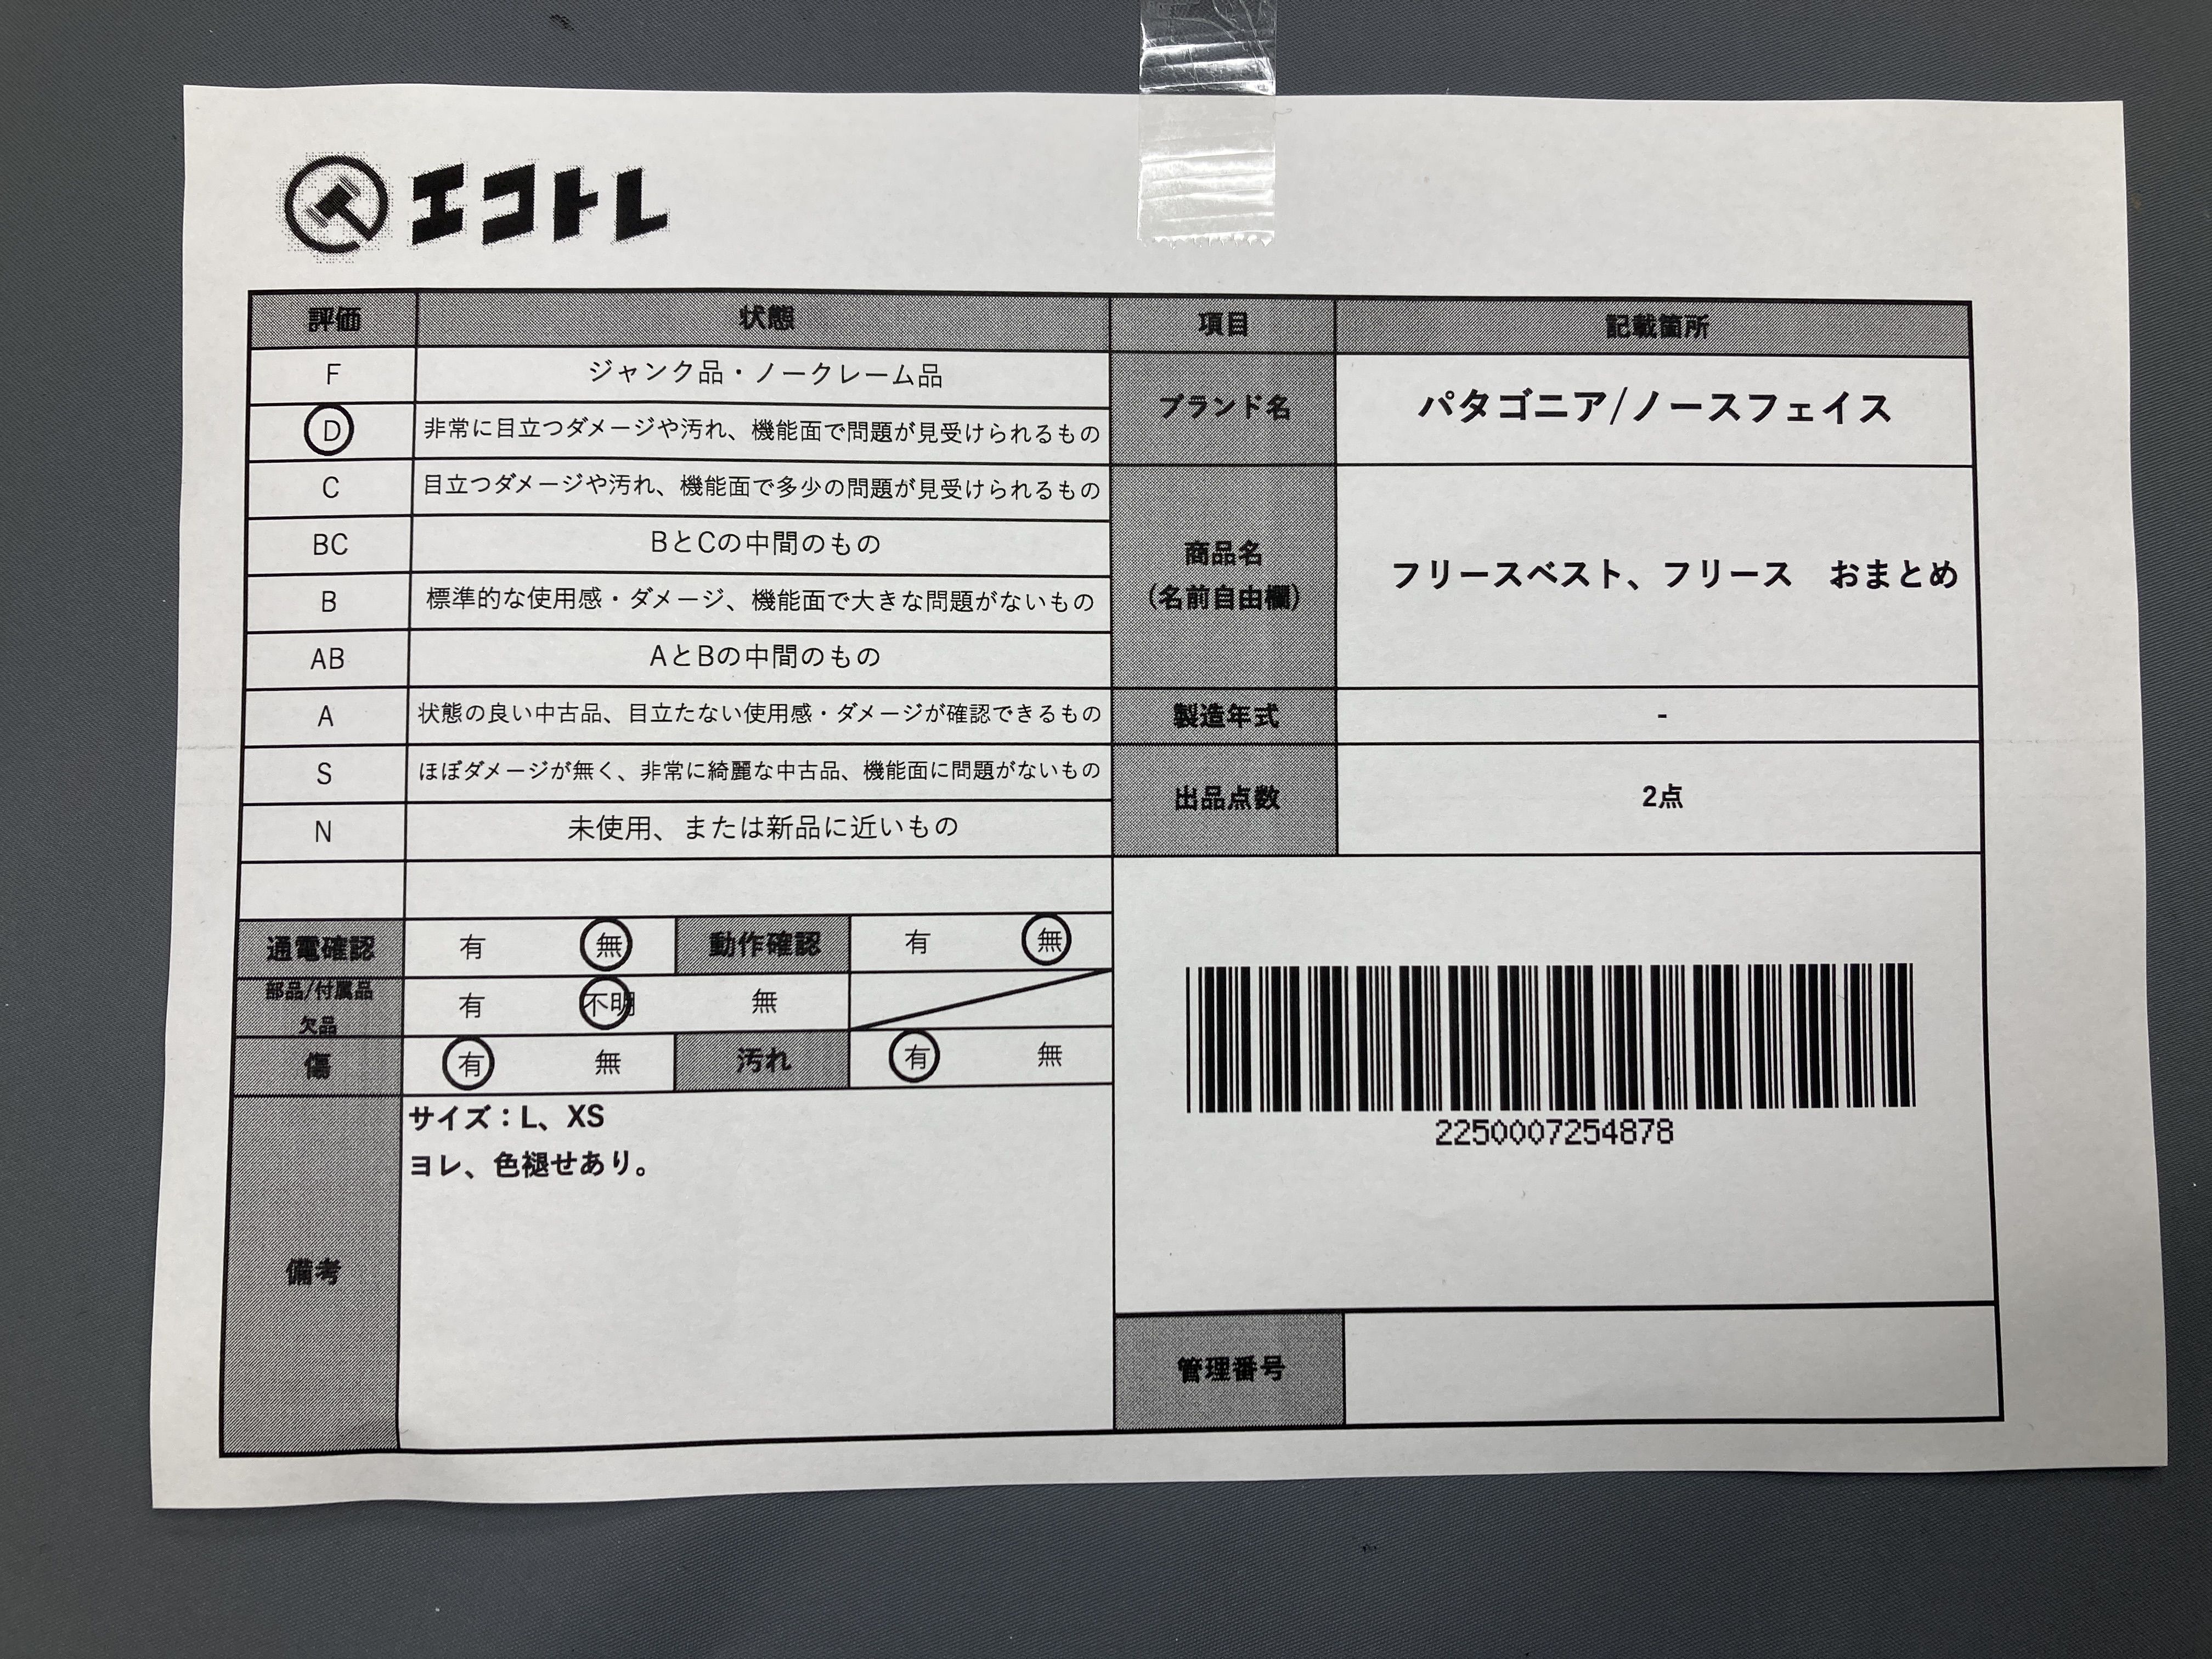 エコトレ
評価 状態 項目 記載箇所
F ジャンク品・ノークレーム品
D 非常に目立つダメージや汚れ、機能面で問題が見受けられるもの
ブランド名 パタゴニア/ノースフェイス
C 目立つダメージや汚れ、機能面で多少の問題が見受けられるもの
BC BとCの中間のもの
B 標準的な使用感・ダメージ、機能面で大きな問題がないもの
AB AとBの中間のもの
商品名
(名前自由欄)
フリースベスト、フリース　おまとめ
A 状態の良い中古品、目立たない使用感・ダメージが確認できるもの
製造年式 -
S ほぼダメージが無く、非常に綺麗な中古品、機能面に問題がないもの
N 未使用、または新品に近いもの
出品点数 2点
通電確認 有 無 動作確認 有 無
部品/付属品
欠品
有 不明 無
傷 有 無 汚れ 有 無
備考
サイズ：L、XS
ヨレ、色褪せあり。
2250007254878
管理番号